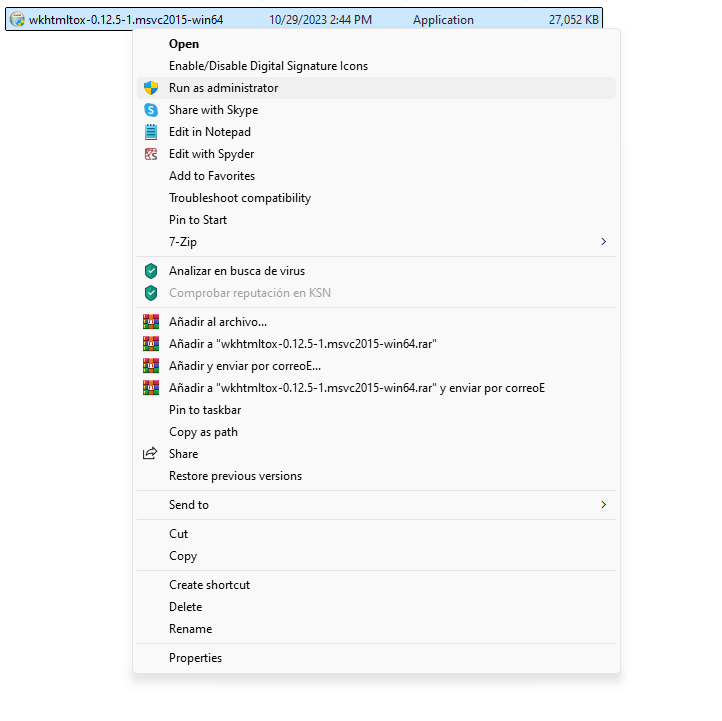 wkhtmltox-0.12.5-1.msvc2015-win64 10/29/2023 2:44 PM Application 27,052 KB
Open
Enable/Disable Digital Signature Icons
Run as administrator
Share with Skype
Edit in Notepad
Edit with Spyder
Add to Favorites
Troubleshoot compatibility
Pin to Start
7-Zip
Analizar en busca de virus
Comprobar reputación en KSN
Añadir al archivo...
Añadir a "wkhtmltox-0.12.5-1.msvc2015-win64.rar"
Añadir y enviar por correoE...
Añadir a "wkhtmltox-0.12.5-1.msvc2015-win64.rar" y enviar por correoE
Pin to taskbar
Copy as path
Share
Restore previous versions
Send to
Cut
Copy
Create shortcut
Delete
Rename
Properties